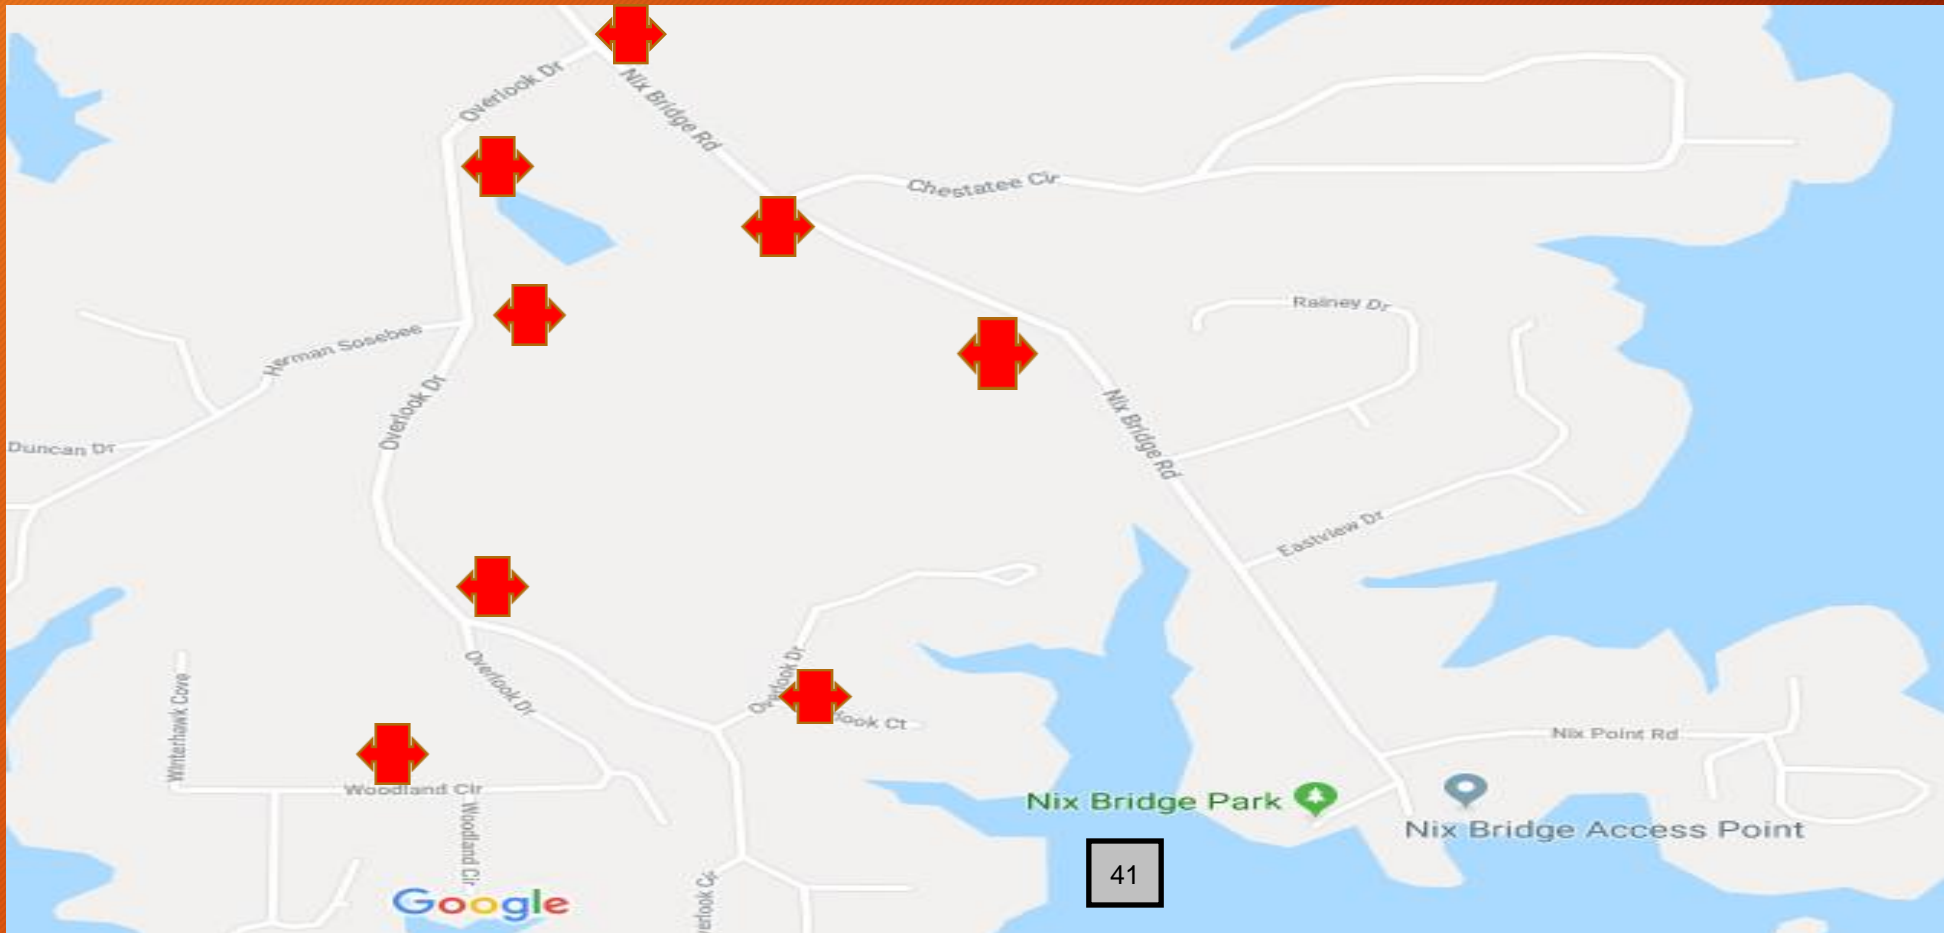 Overlook Dr
Nix Bridge Rd
Chestatee Cir
Rainey Dr
Herman Sosebee
Overlook Dr
Nix Bridge Rd
Duncan Dr
Eastview Dr
Overlook Dr
Overlook Dr
Winterhawk Cove
ook Ct
Nix Point Rd
Woodland Cir
Woodland Cir
Nix Bridge Park
Nix Bridge Access Point
41
Google